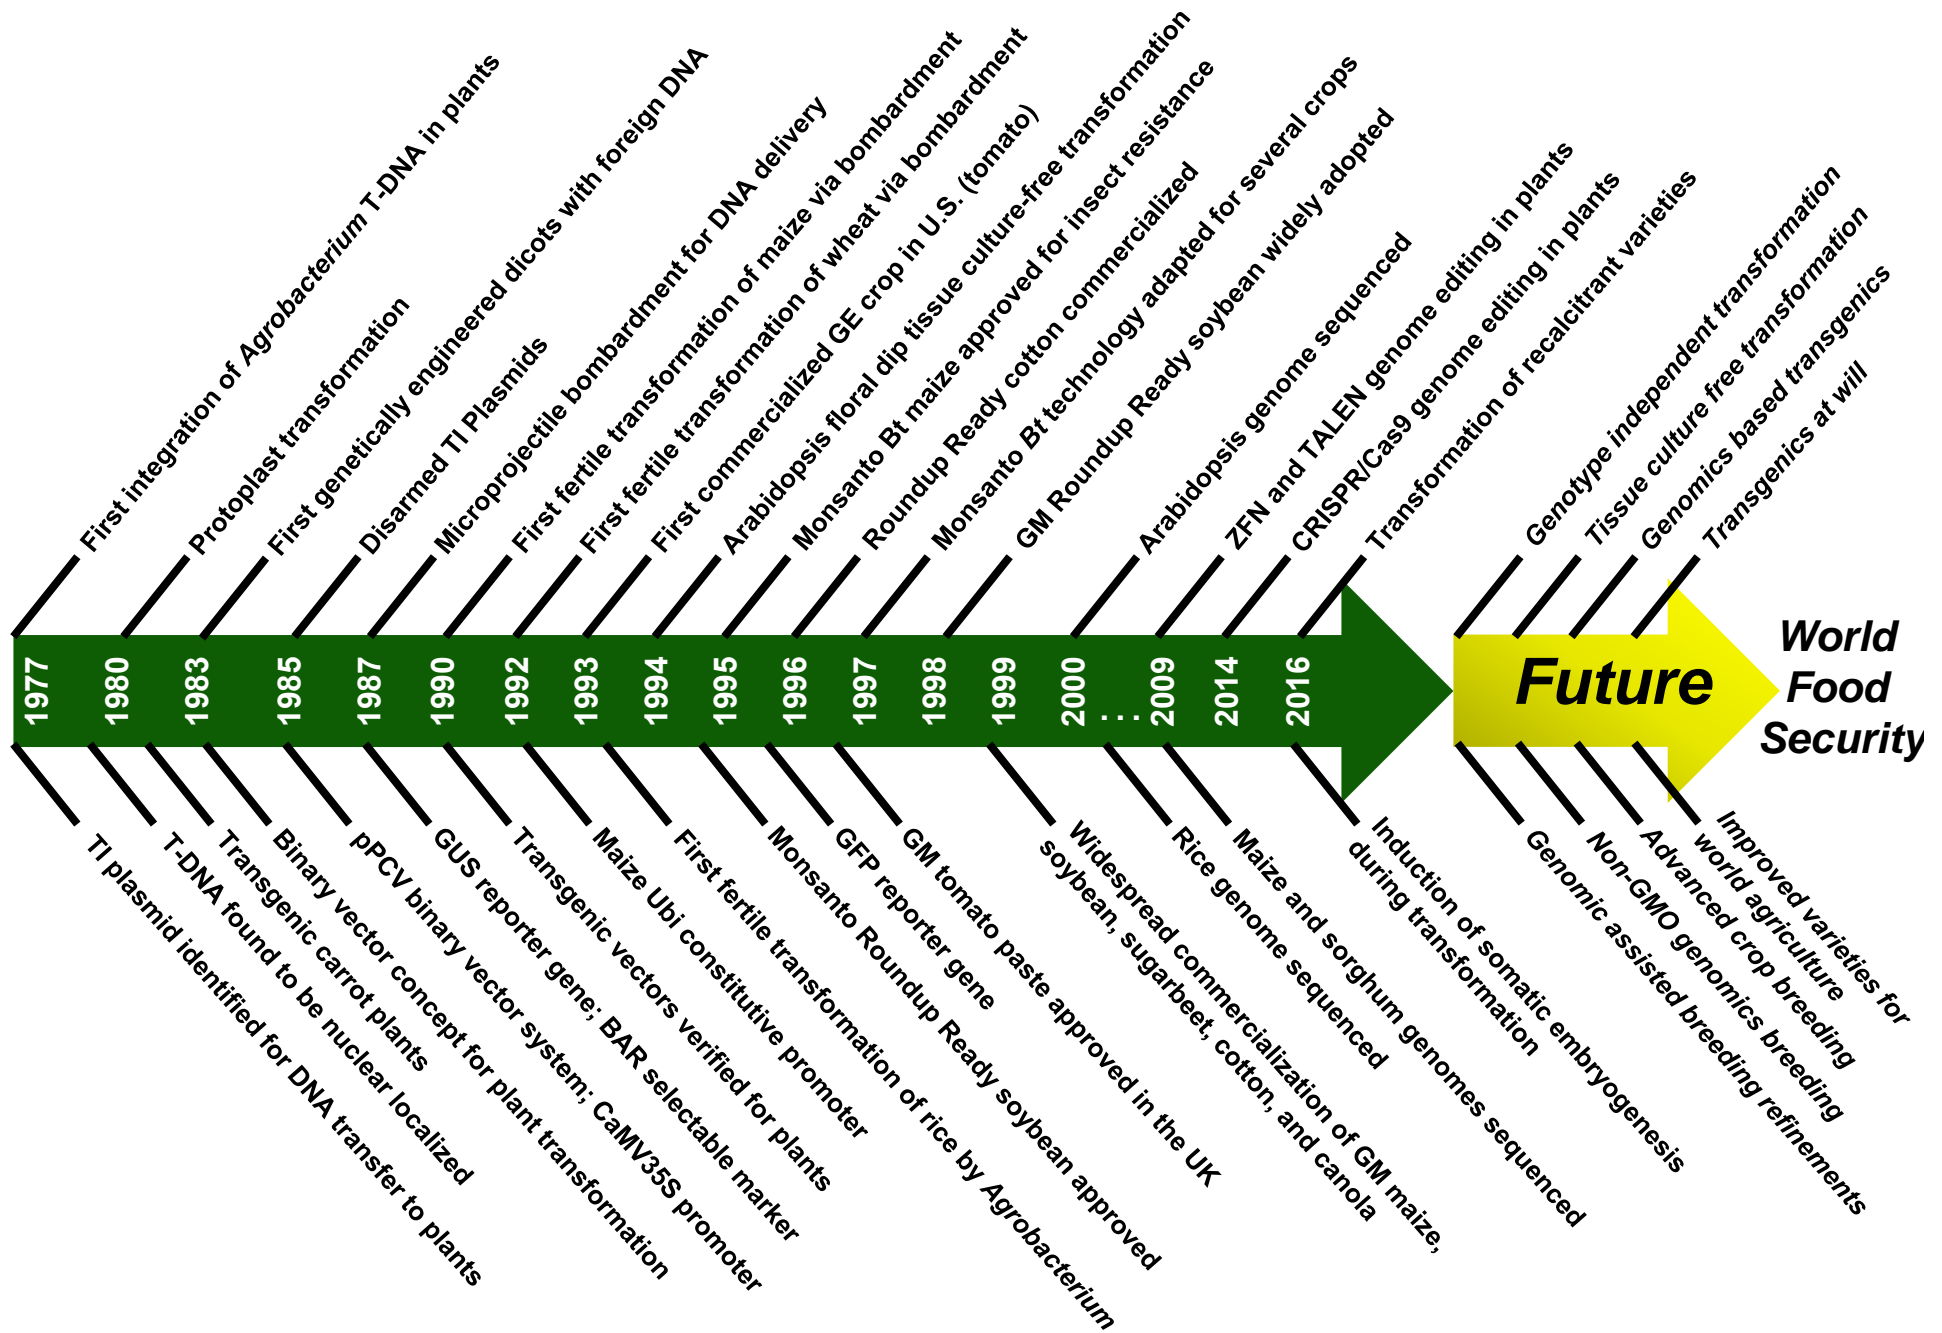 First integration of Agrobacterium T-DNA in plants
Protoplast transformation
First genetically engineered dicots with foreign DNA
Disarmed TI Plasmids
Microprojectile bombardment for DNA delivery
First fertile transformation of maize via bombardment
First fertile transformation of wheat via bombardment
First commercialized GE crop in U.S. (tomato)
Arabidopsis floral dip tissue culture-free transformation
Monsanto Bt maize approved for insect resistance
Roundup Ready cotton commercialized
Monsanto Bt technology adapted for several crops
GM Roundup Ready soybean widely adopted
Arabidopsis genome sequenced
ZFN and TALEN genome editing in plants
CRISPR/Cas9 genome editing in plants
Transformation of recalcitrant varieties
Genotype independent transformation
Tissue culture free transformation
Genomics based transgenics
Transgenics at will
1977
1980
1983
1985
1987
1990
1992
1993
1994
1995
1996
1997
1998
1999
2000
...
2009
2014
2016
Future
World
Food
Security
TI plasmid identified for DNA transfer to plants
T-DNA found to be nuclear localized
Transgenic carrot plants
Binary vector concept for plant transformation
pPCV binary vector system; CaMV35S promoter
GUS reporter gene; BAR selectable marker
Transgenic vectors verified for plants
Maize Ubi constitutive promoter
First fertile transformation of rice by Agrobacterium
Monsanto Roundup Ready soybean approved
GFP reporter gene
GM tomato paste approved in the UK
Widespread commercialization of GM maize,
soybean, sugarbeet, cotton, and canola
Rice genome sequenced
Maize and sorghum genomes sequenced
Induction of somatic embryogenesis
during transformation
Genomic assisted breeding refinements
Non-GMO genomics breeding
Advanced crop breeding
Improved varieties for
world agriculture